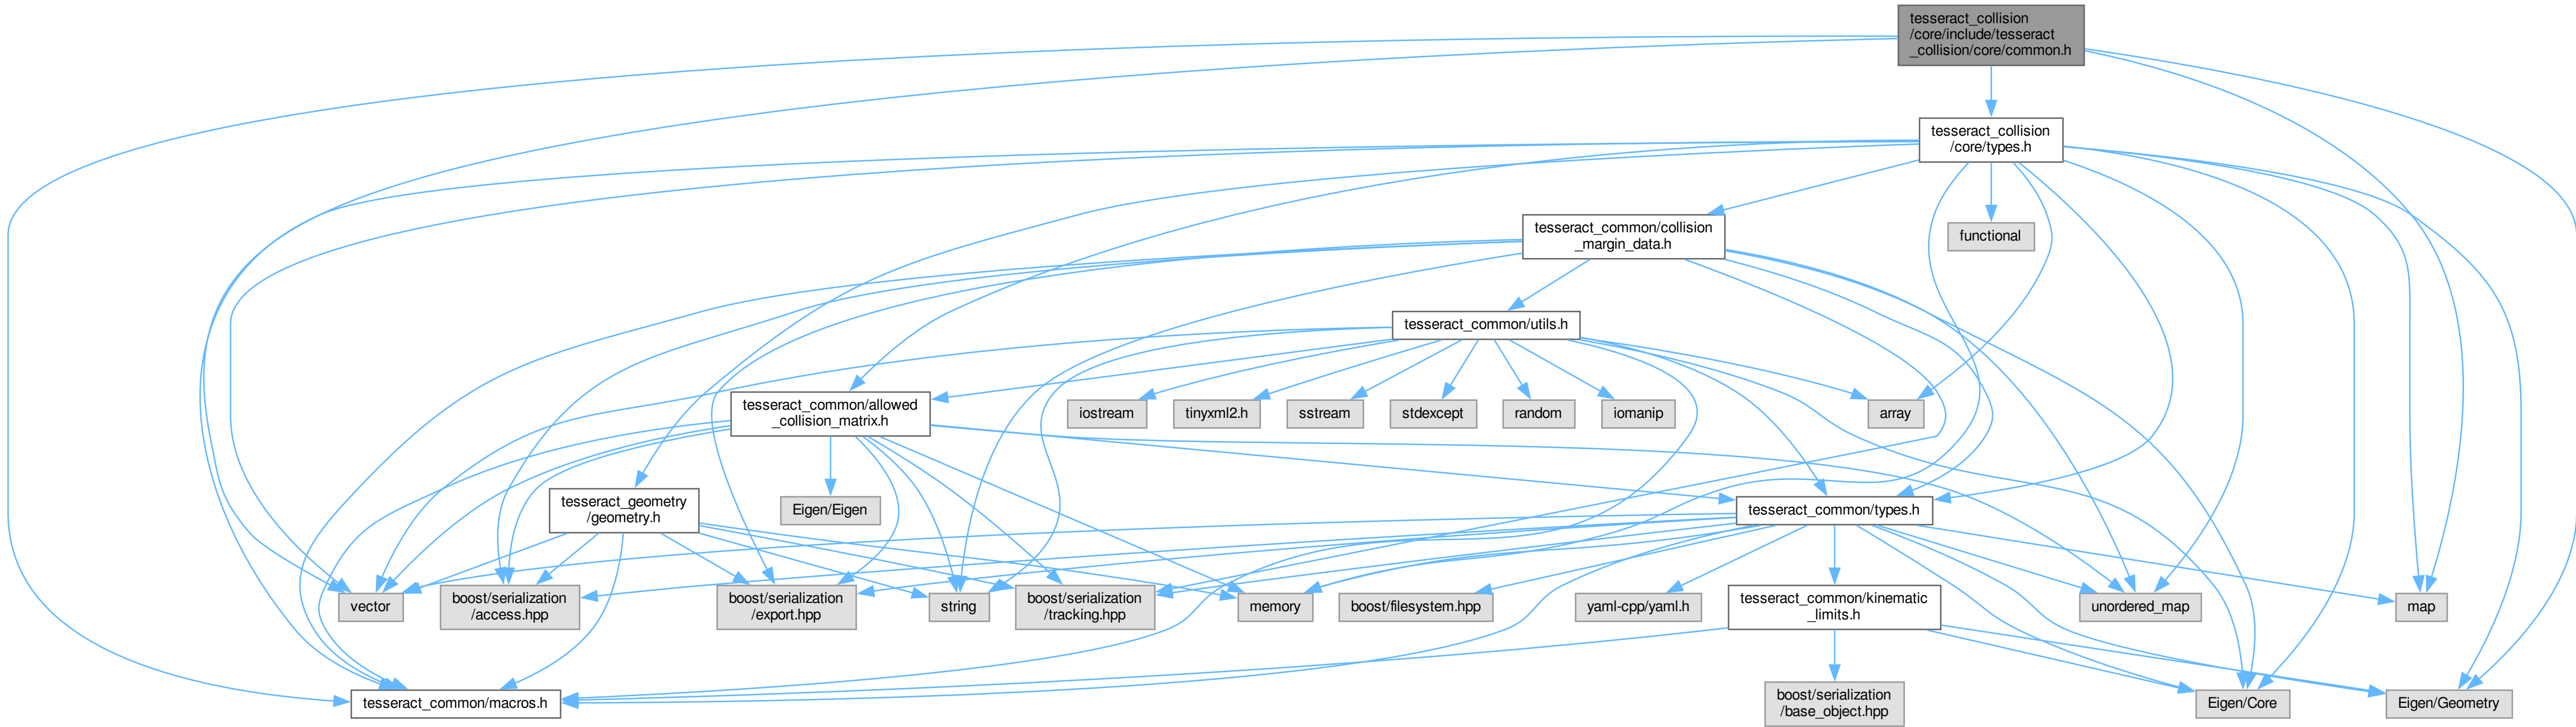 tesseract_collision
/core/include/tesseract
_collision/core/common.h
tesseract_collision
/core/types.h
tesseract_common/collision
_margin_data.h
functional
tesseract_common/utils.h
tesseract_common/allowed
_collision_matrix.h
iostream
tinyxml2.h
sstream
stdexcept
random
iomanip
array
tesseract_geometry
/geometry.h
Eigen/Eigen
tesseract_common/types.h
vector
boost/serialization
/access.hpp
boost/serialization
/export.hpp
string
boost/serialization
/tracking.hpp
memory
boost/filesystem.hpp
yaml-cpp/yaml.h
tesseract_common/kinematic
_limits.h
unordered_map
map
tesseract_common/macros.h
boost/serialization
/base_object.hpp
Eigen/Core
Eigen/Geometry